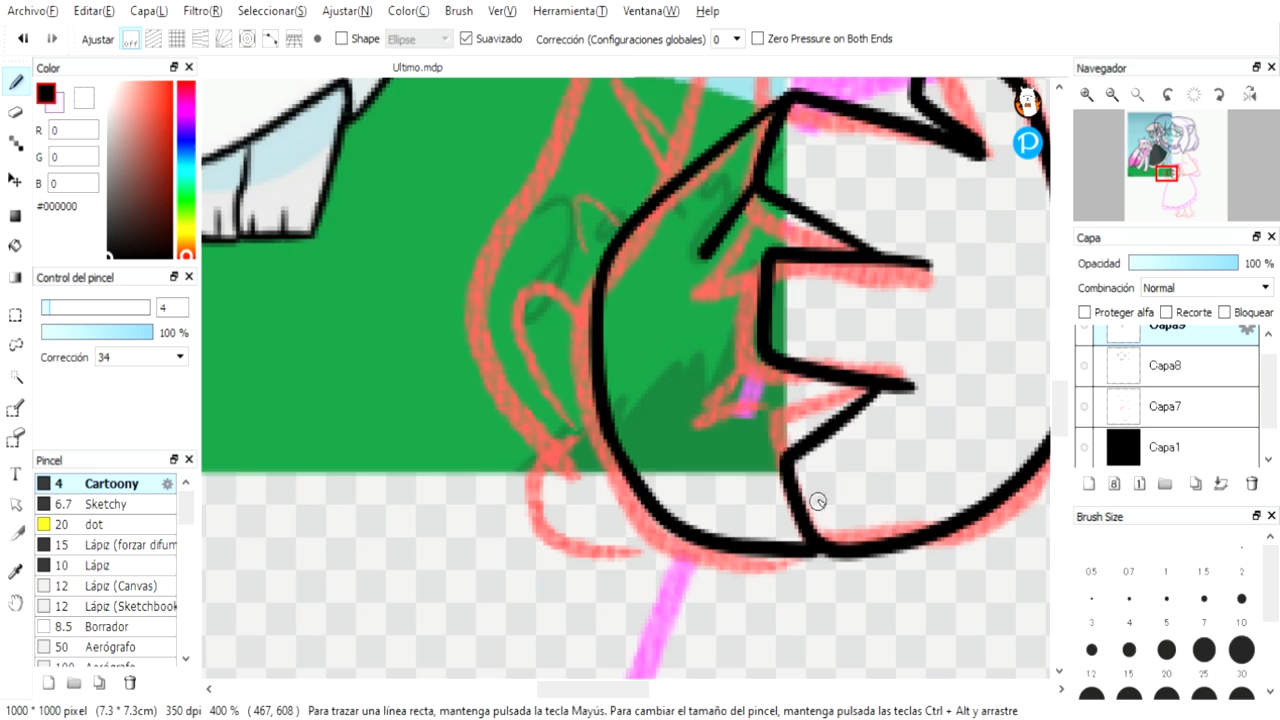 Archivo(F) Editar(E) Capa(L) Filtro(R) Seleccionar(S) Ajustar(N) Color(C) Brush Ver(V) Herramienta(T) Ventana(W) Help
Ajustar off Shape Elipse Suavizado Corrección (Configuraciones globales) 0 Zero Pressure on Both Ends
Color
R 0
G 0
B 0
#000000
Control del pincel
4
100 %
Corrección 34
Pincel
4 Cartoony
6.7 Sketchy
20 dot
15 Lápiz (forzar difum
10 Lápiz
12 Lápiz (Canvas)
12 Lápiz (Sketchbook
8.5 Borrador
50 Aerógrafo
100 Aerógrafo
Ultmo.mdp
Navegador
Capa
Opacidad 100 %
Combinación Normal
Proteger alfa Recorte Bloquear
Capa9
Capa8
Capa7
Capa1
Brush Size
0.5 0.7 1 1.5 2
3 4 5 7 10
12 15 20 25 30
1000 * 1000 pixel (7.3 * 7.3cm) 350 dpi 400 % ( 467, 608 ) Para trazar una línea recta, mantenga pulsada la tecla Mayús. Para cambiar el tamaño del pincel, mantenga pulsadas las teclas Ctrl + Alt y arrastre